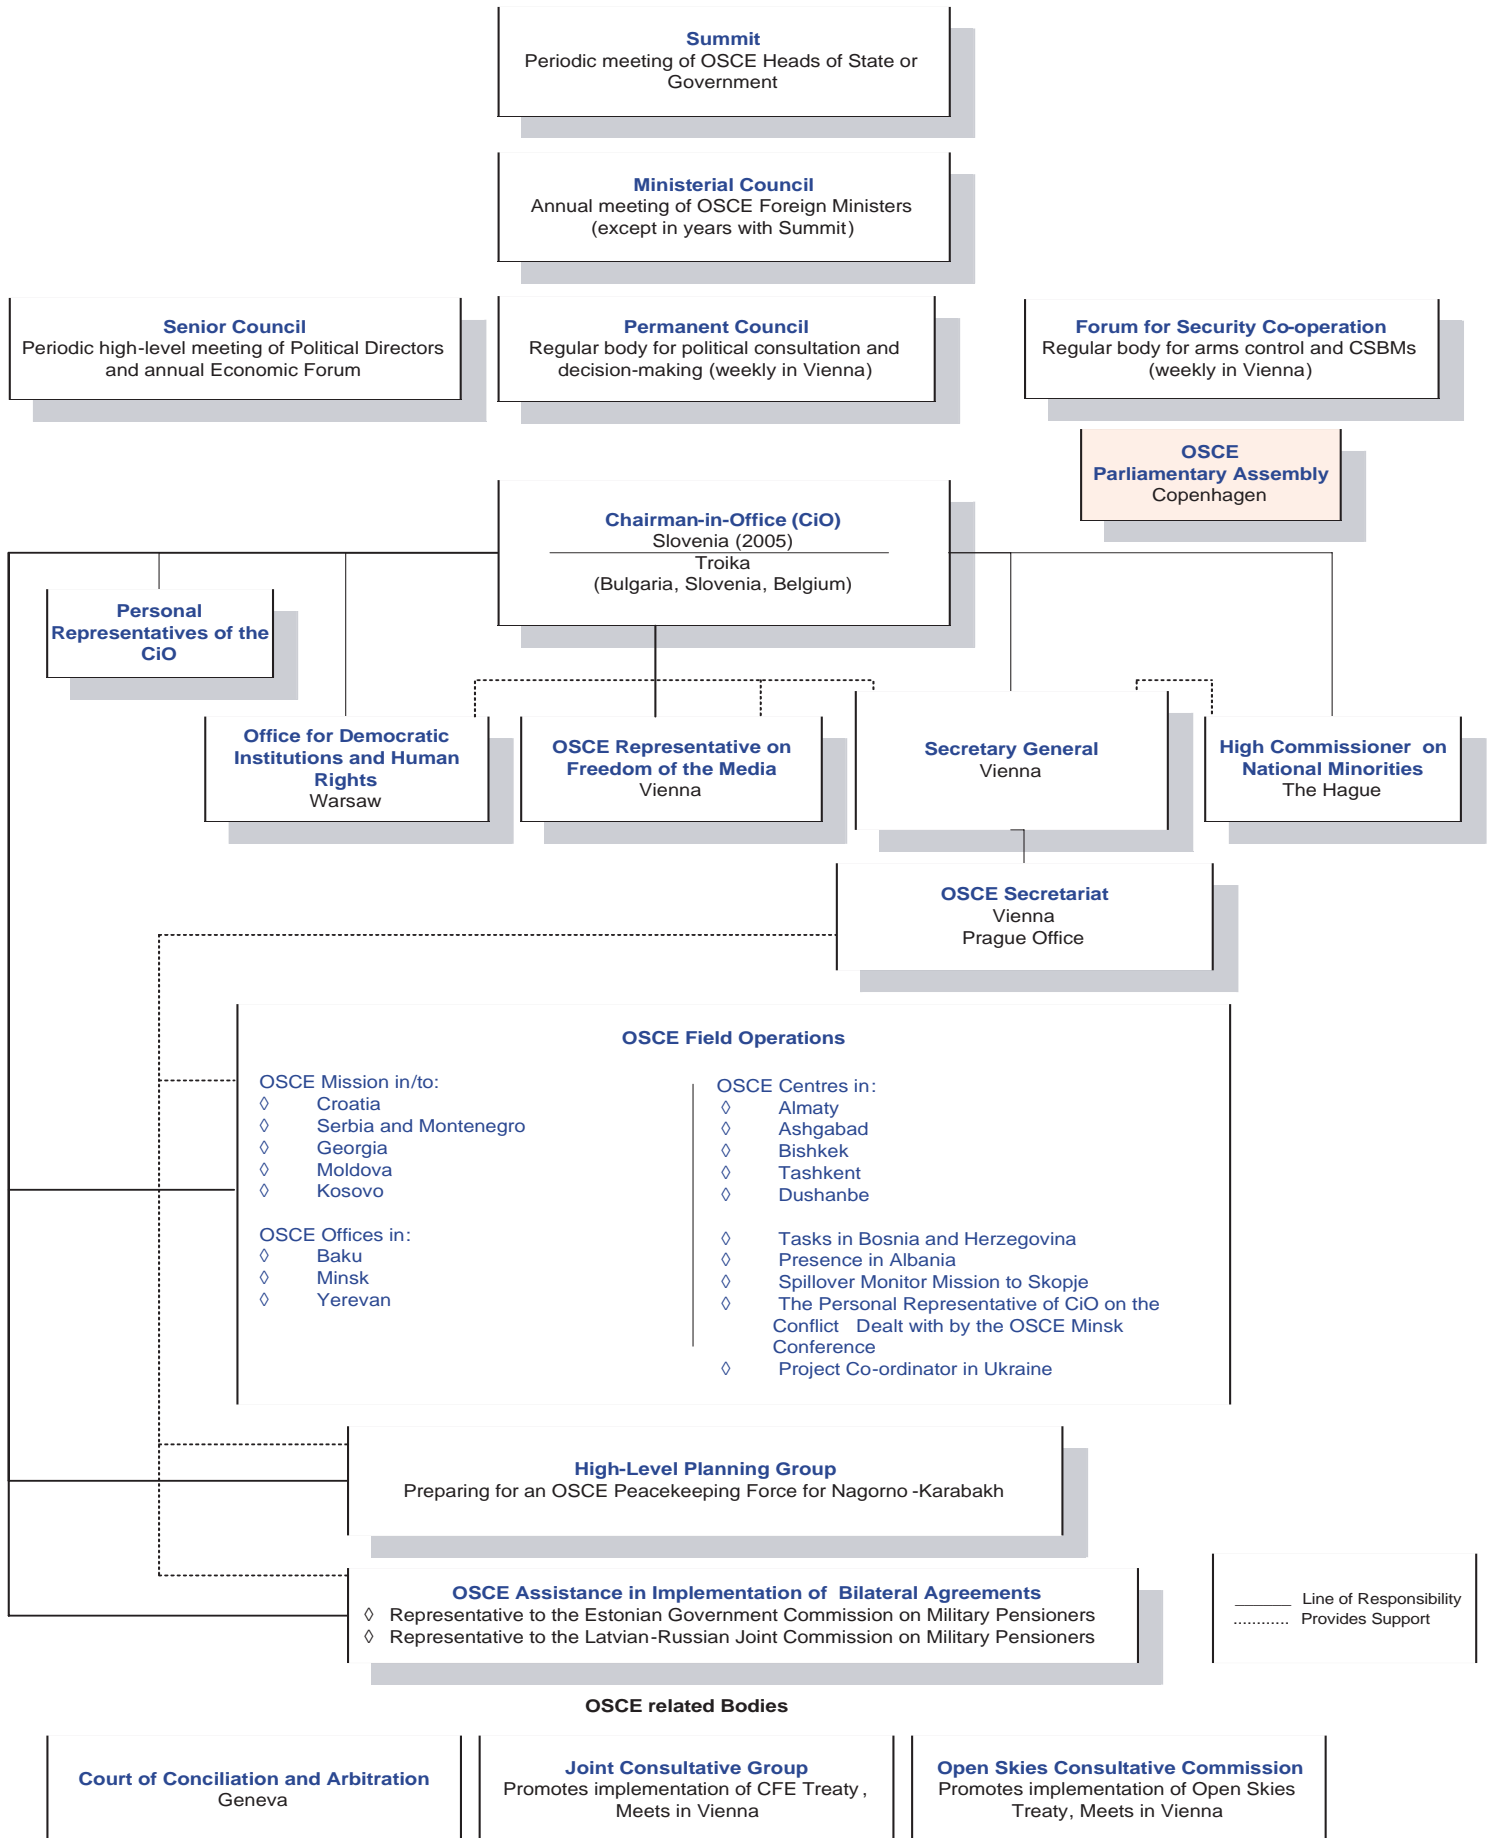 Summit
Periodic meeting of OSCE Heads of State or
Government
Ministerial Council
Annual meeting of OSCE Foreign Ministers
(except in years with Summit)
Senior Council
Periodic high-level meeting of Political Directors
and annual Economic Forum
Permanent Council
Regular body for political consultation and
decision-making (weekly in Vienna)
Forum for Security Co-operation
Regular body for arms control and CSBMs
(weekly in Vienna)
OSCE
Parliamentary Assembly
Copenhagen
Chairman-in-Office (CiO)
Slovenia (2005)
Troika
(Bulgaria, Slovenia, Belgium)
Personal
Representatives of the
CiO
Office for Democratic
Institutions and Human
Rights
Warsaw
OSCE Representative on
Freedom of the Media
Vienna
Secretary General
Vienna
High Commissioner on
National Minorities
The Hague
OSCE Secretariat
Vienna
Prague Office
OSCE Field Operations
OSCE Mission in/to:
◊ Croatia
◊ Serbia and Montenegro
◊ Georgia
◊ Moldova
◊ Kosovo
OSCE Offices in:
◊ Baku
◊ Minsk
◊ Yerevan
OSCE Centres in:
◊ Almaty
◊ Ashgabad
◊ Bishkek
◊ Tashkent
◊ Dushanbe
◊ Tasks in Bosnia and Herzegovina
◊ Presence in Albania
◊ Spillover Monitor Mission to Skopje
◊ The Personal Representative of CiO on the
Conflict Dealt with by the OSCE Minsk
Conference
◊ Project Co-ordinator in Ukraine
High-Level Planning Group
Preparing for an OSCE Peacekeeping Force for Nagorno-Karabakh
OSCE Assistance in Implementation of Bilateral Agreements
◊ Representative to the Estonian Government Commission on Military Pensioners
◊ Representative to the Latvian-Russian Joint Commission on Military Pensioners
Line of Responsibility
............ Provides Support
OSCE related Bodies
Court of Conciliation and Arbitration
Geneva
Joint Consultative Group
Promotes implementation of CFE Treaty,
Meets in Vienna
Open Skies Consultative Commission
Promotes implementation of Open Skies
Treaty, Meets in Vienna